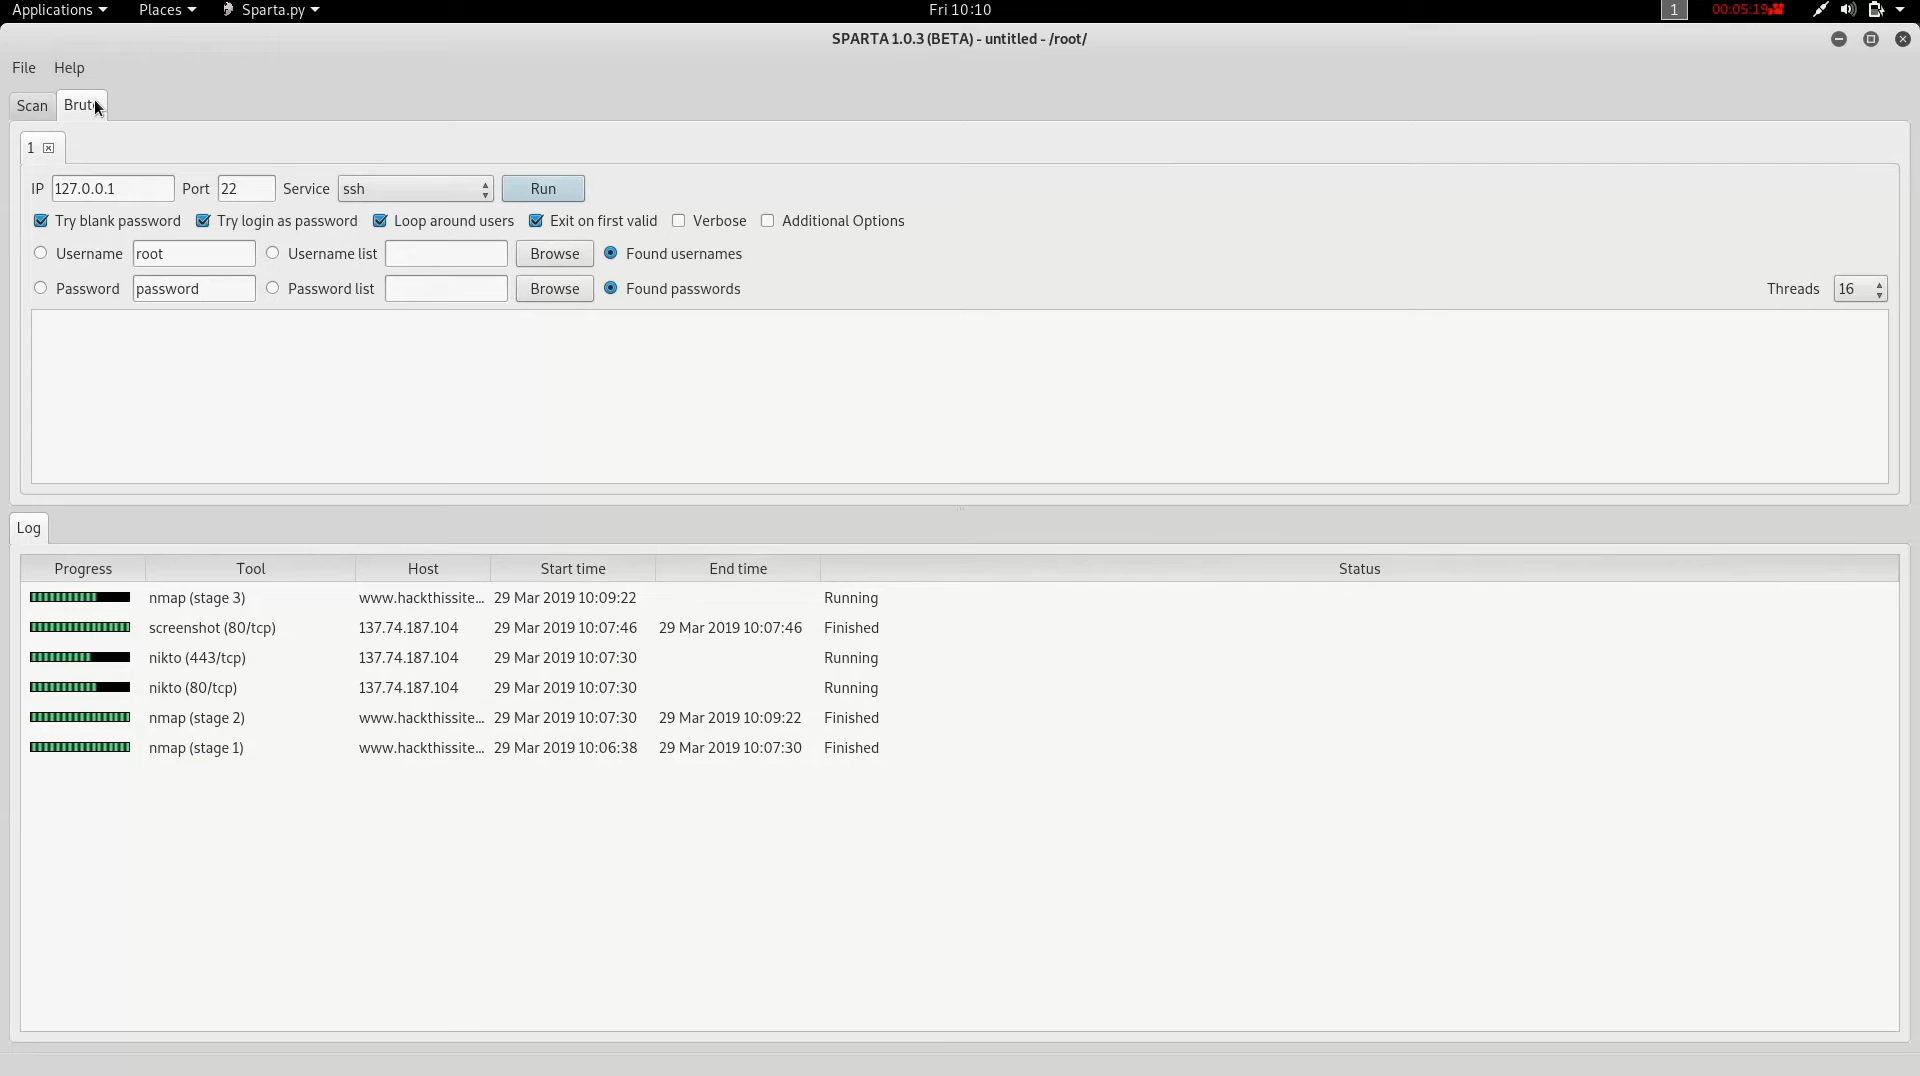 Applications Places Sparta.py Fri 10:10 1 00:05:19
SPARTA 1.0.3 (BETA) - untitled - /root/
File Help
Scan Brut
1
IP 127.0.0.1 Port 22 Service ssh Run
Try blank password Try login as password Loop around users Exit on first valid Verbose Additional Options
Username root Username list Browse Found usernames
Password password Password list Browse Found passwords Threads 16
Log
Progress Tool Host Start time End time Status
nmap (stage 3) www.hackthissite... 29 Mar 2019 10:09:22 Running
screenshot (80/tcp) 137.74.187.104 29 Mar 2019 10:07:46 29 Mar 2019 10:07:46 Finished
nikto (443/tcp) 137.74.187.104 29 Mar 2019 10:07:30 Running
nikto (80/tcp) 137.74.187.104 29 Mar 2019 10:07:30 Running
nmap (stage 2) www.hackthissite... 29 Mar 2019 10:07:30 29 Mar 2019 10:09:22 Finished
nmap (stage 1) www.hackthissite... 29 Mar 2019 10:06:38 29 Mar 2019 10:07:30 Finished